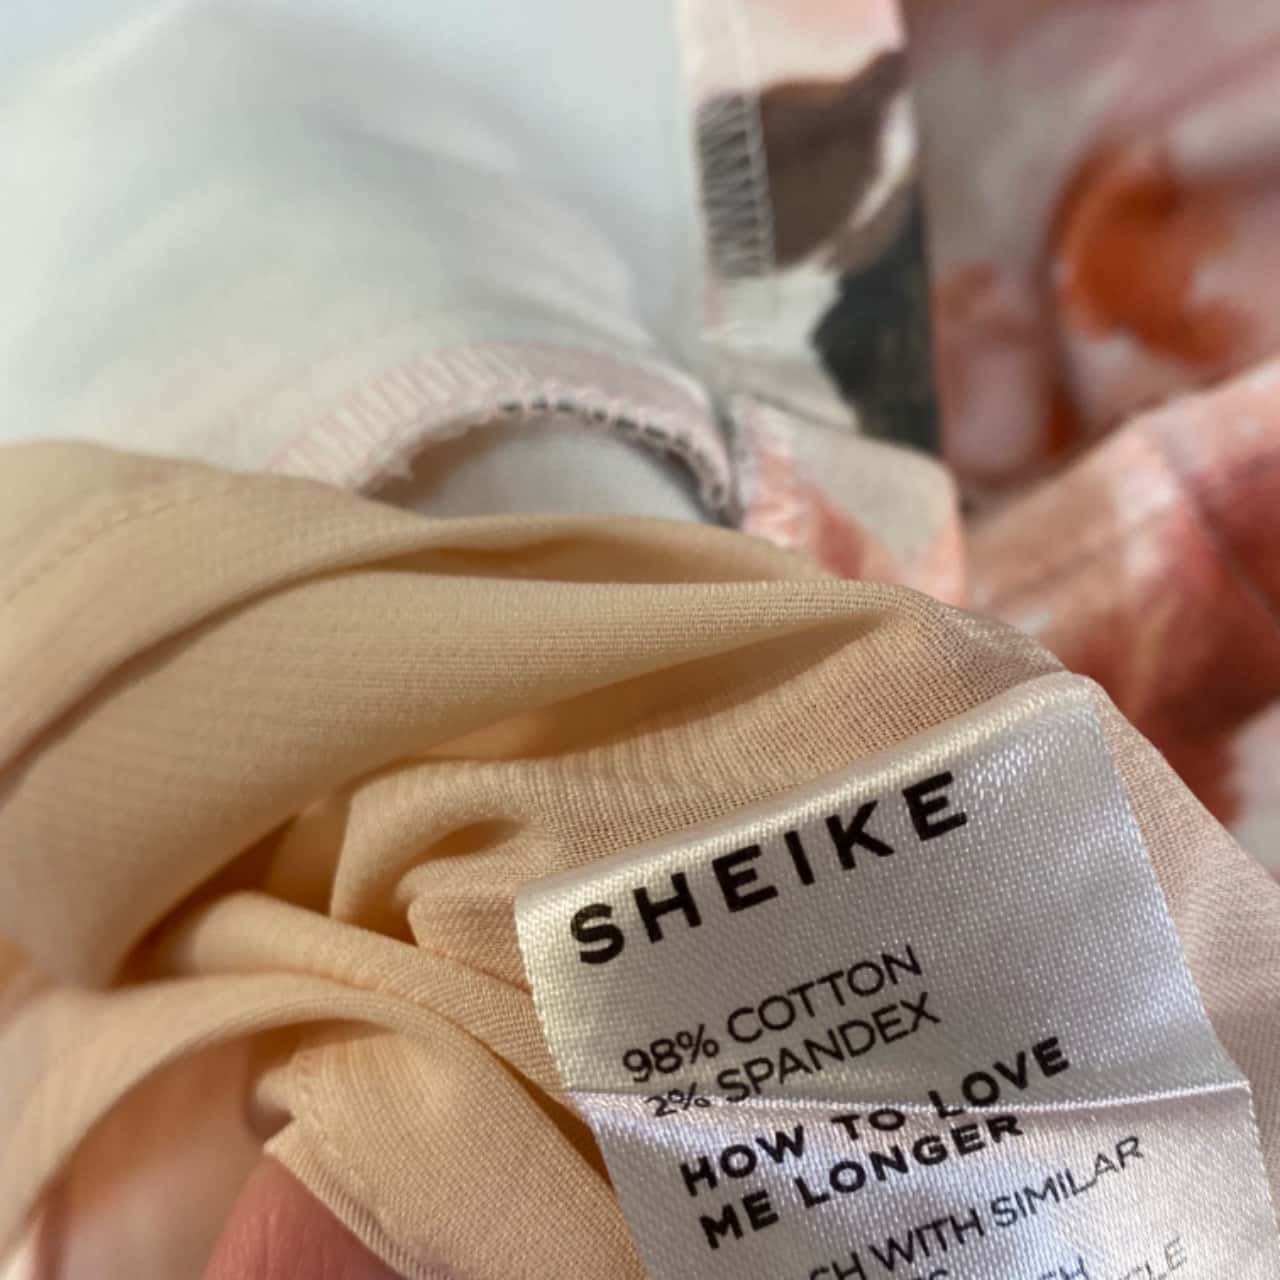 SHEIKE
98% COTTON
2% SPANDEX
HOW TO LOVE
ME LONGER
WITH SIMILAR